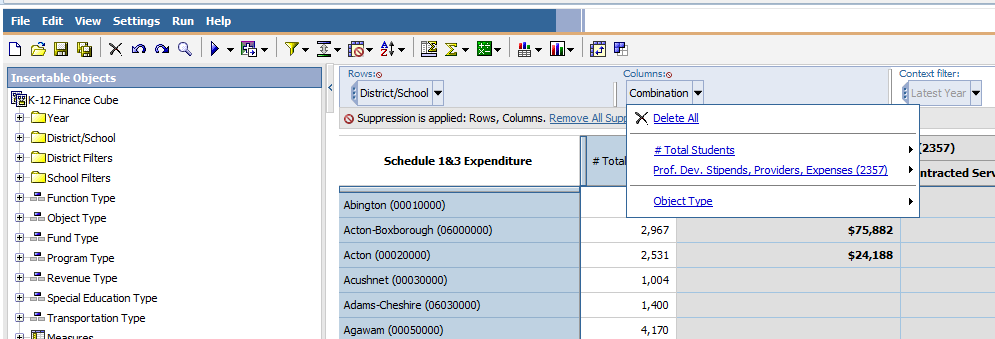 File Edit View Settings Run Help
Insertable Objects
K-12 Finance Cube
Year
District/School
District Filters
School Filters
Function Type
Object Type
Fund Type
Program Type
Revenue Type
Special Education Type
Transportation Type
Measures
Rows:
District/School
Columns:
Combination
Context filter:
Latest Year
Suppression is applied: Rows, Columns. Remove All Supp
Delete All
# Total Students
Prof. Dev. Stipends, Providers, Expenses (2357)
Object Type
Schedule 1&3 Expenditure # Total (2357)
ntracted Serv
Abington (00010000)
Acton-Boxborough (06000000) 2,967 $75,882
Acton (00020000) 2,531 $24,188
Acushnet (00030000) 1,004
Adams-Cheshire (06030000) 1,400
Agawam (00050000) 4,170